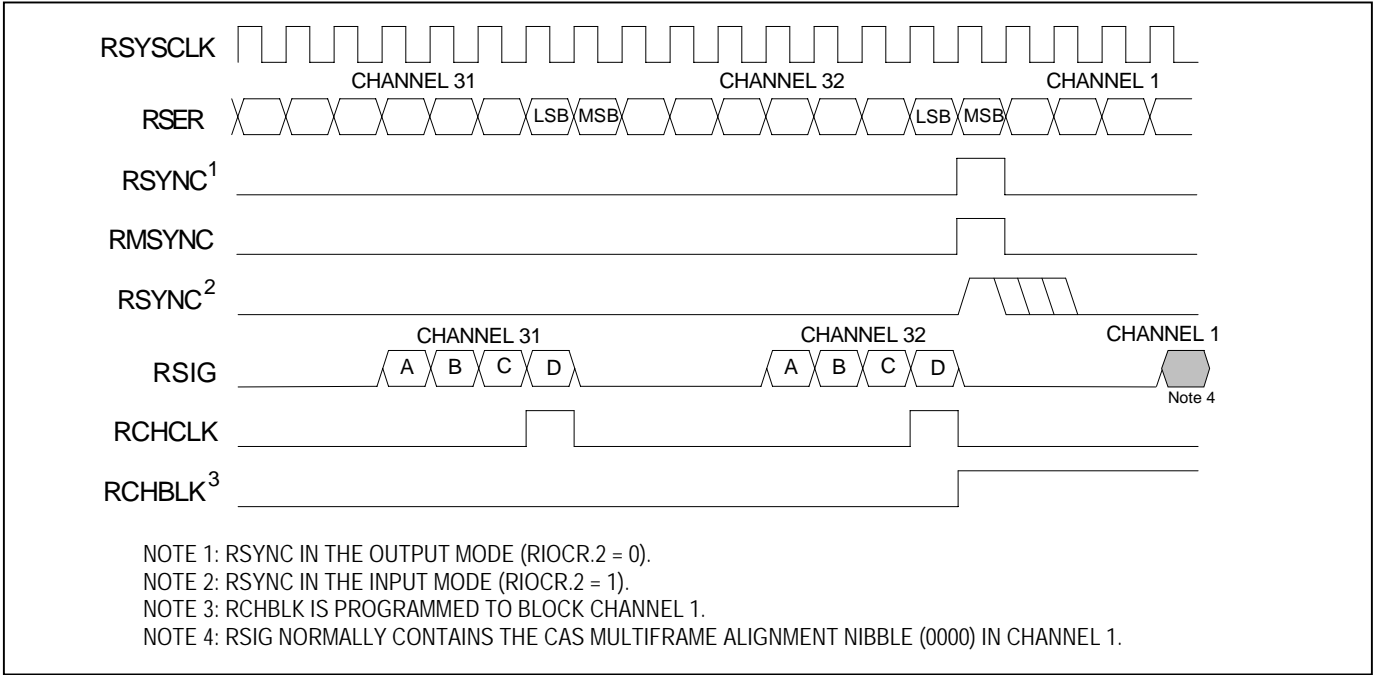 RSYSCLK
CHANNEL 31 CHANNEL 32 CHANNEL 1
RSER LSB MSB LSB MSB
RSYNC1
RMSYNC
RSYNC2
CHANNEL 31 CHANNEL 32 CHANNEL 1
RSIG A B C D A B C D
Note 4
RCHCLK
RCHBLK3
NOTE 1: RSYNC IN THE OUTPUT MODE (RIOCR.2 = 0).
NOTE 2: RSYNC IN THE INPUT MODE (RIOCR.2 = 1).
NOTE 3: RCHBLK IS PROGRAMMED TO BLOCK CHANNEL 1.
NOTE 4: RSIG NORMALLY CONTAINS THE CAS MULTIFRAME ALIGNMENT NIBBLE (0000) IN CHANNEL 1.